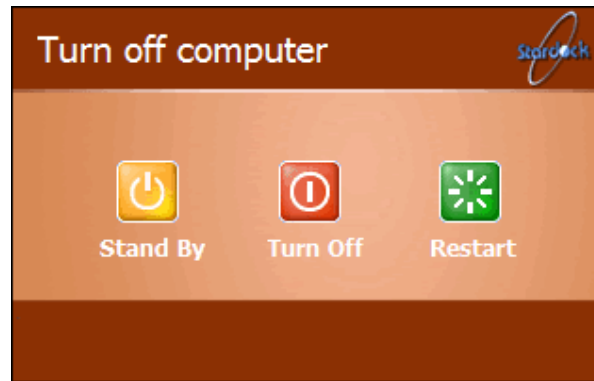 Turn off computer
Stardock
Stand By
Turn Off
Restart